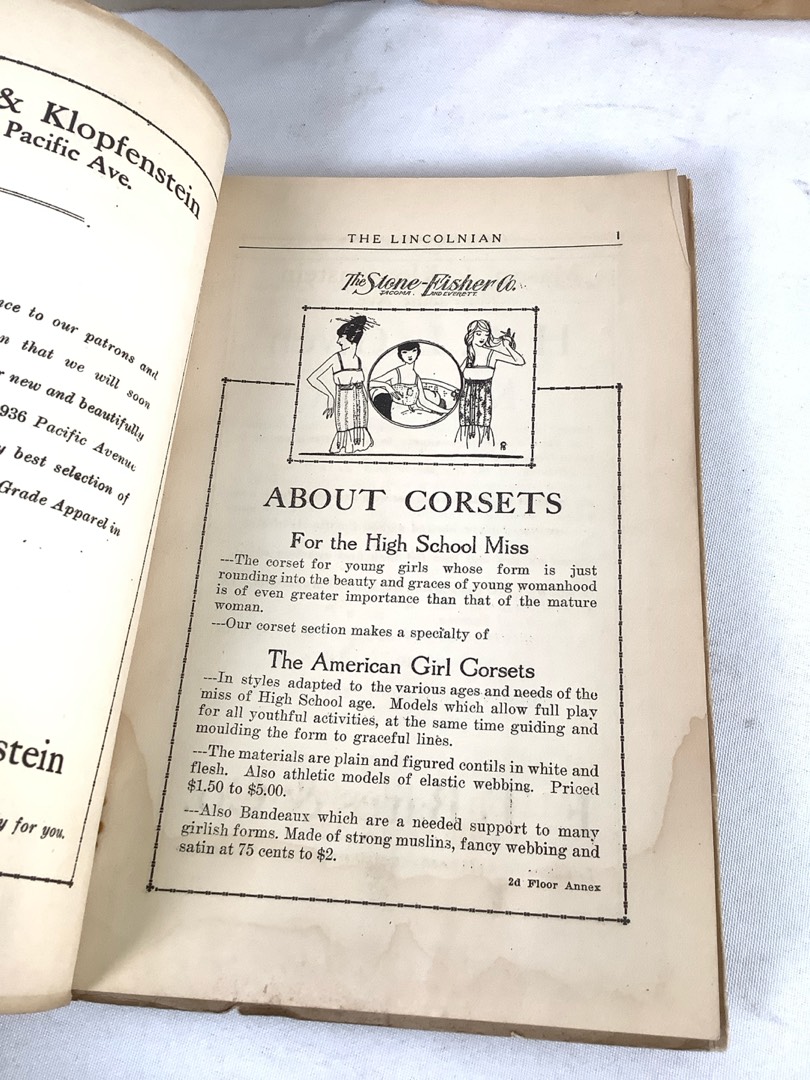 & Klopfenstein
Pacific Ave.
nce to our patrons and
n that we will soon
r new and beautifully
936 Pacific Avenue
y best selection of
Grade Apparel in
stein
y for you.
THE LINCOLNIAN 1
The Stone-Fisher Co.
TACOMA. AND EVERETT.
ABOUT CORSETS
For the High School Miss
---The corset for young girls whose form is just
rounding into the beauty and graces of young womanhood
is of even greater importance than that of the mature
woman.
---Our corset section makes a specialty of
The American Girl Corsets
---In styles adapted to the various ages and needs of the
miss of High School age. Models which allow full play
for all youthful activities, at the same time guiding and
moulding the form to graceful lines.
---The materials are plain and figured contils in white and
flesh. Also athletic models of elastic webbing. Priced
$1.50 to $5.00.
---Also Bandeaux which are a needed support to many
girlish forms. Made of strong muslins, fancy webbing and
satin at 75 cents to $2.
2d Floor Annex